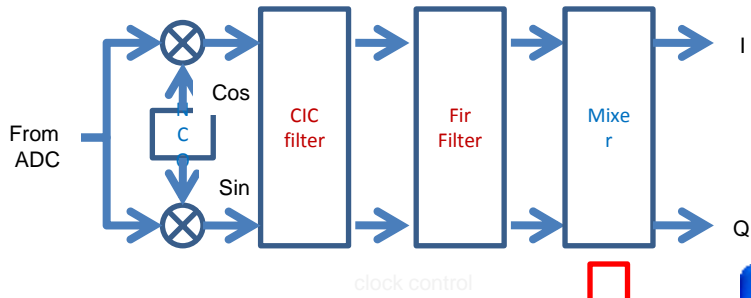 From
ADC
N
C
O
Cos
Sin
CIC
filter
Fir
Filter
Mixe
r
I
Q
clock control